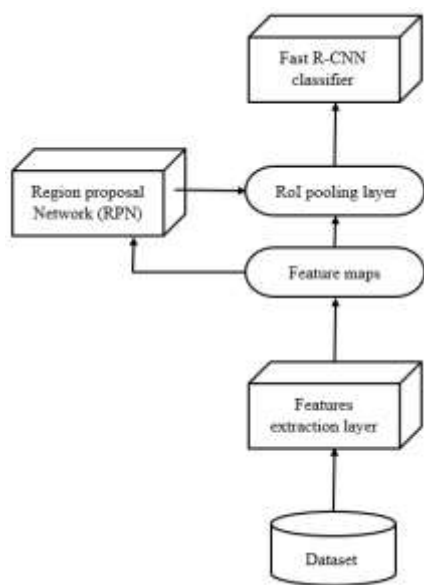 Fast R-CNN
classifier
Region proposal
Network (RPN)
RoI pooling layer
Feature maps
Features
extraction layer
Dataset